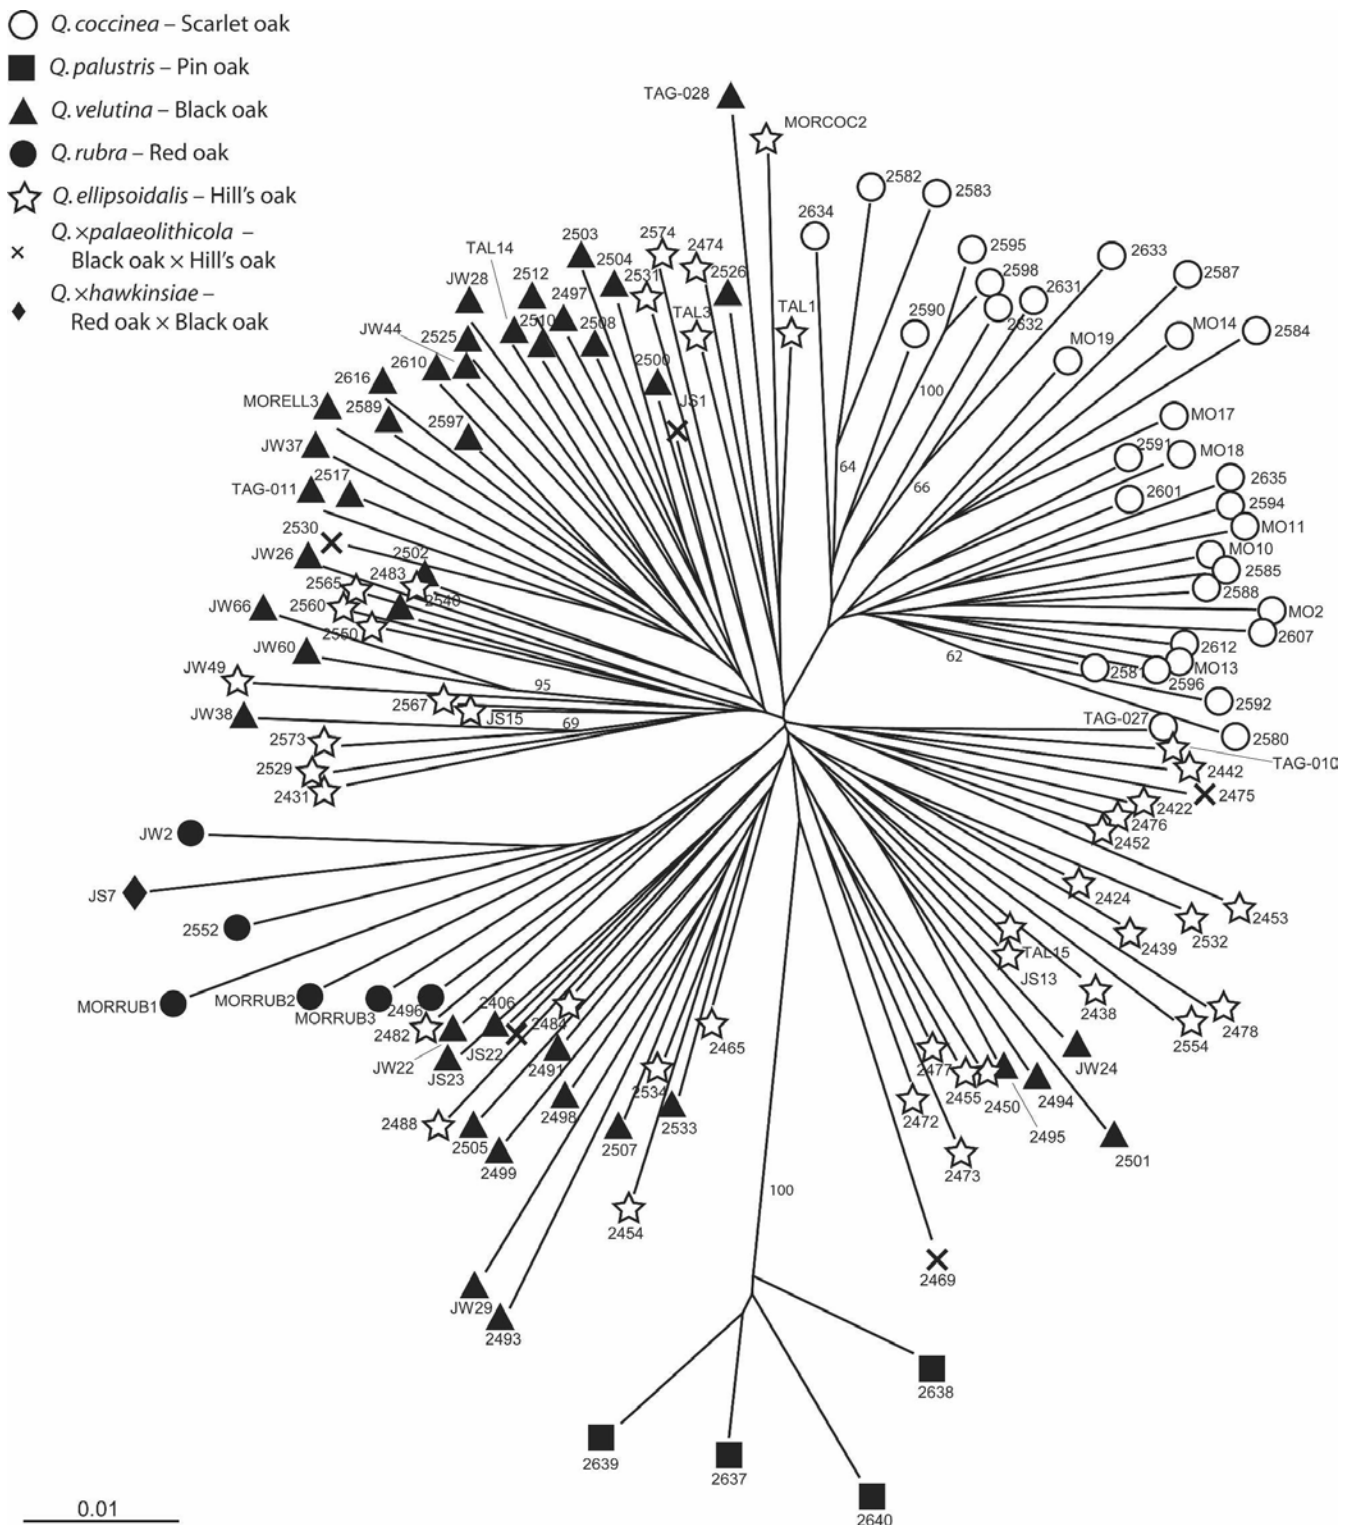 Q. coccinea – Scarlet oak
Q. palustris – Pin oak
Q. velutina – Black oak
Q. rubra – Red oak
Q. ellipsoidalis – Hill's oak
Q. ×palaeolithicola –
Black oak × Hill's oak
Q. ×hawkinsiae –
Red oak × Black oak
TAG-028
MORCOC2
2582
2583
2634
2503
2574
2474
2595
2633
TAL14
2504
2531
2526
2598
2587
JW28
2512
2497
2631
2510
2508
TAL3
TAL1
2590
2632
MO14
2584
JW44
2525
MO19
2610
2500
2616
JS1
100
MORELL3
2589
2597
MO17
JW37
2591
MO18
64
2517
66
2635
TAG-011
2601
2594
2530
MO11
JW26
2502
MO10
2565
2483
2585
2588
JW66
2560
2540
MO2
2550
2607
JW60
2612
62
JW49
258
MO13
2596
95
2567
2592
JW38
JS15
69
TAG-027
2573
2580
TAG-010
2529
2442
2431
2475
2422
2476
2452
JW2
JS7
2424
2453
2552
2439
2532
TAL15
JS13
MORRUB1
MORRUB2
MORRUB3
2496
2406
2484
2438
2478
2482
2465
2554
JW22
JS22
2491
2477
JW24
JS23
2534
2455
2450
2494
2488
2498
2472
2495
2505
2507
2533
2501
2499
2473
100
2454
2469
JW29
2493
2638
2639
2637
0.01
2640